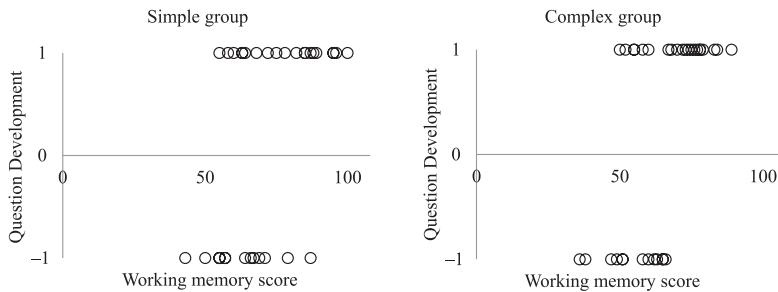 Simple group
Question Development
1
0
–1
0
50
100
Working memory score
Complex group
Question Development
1
0
–1
0
50
100
Working memory score